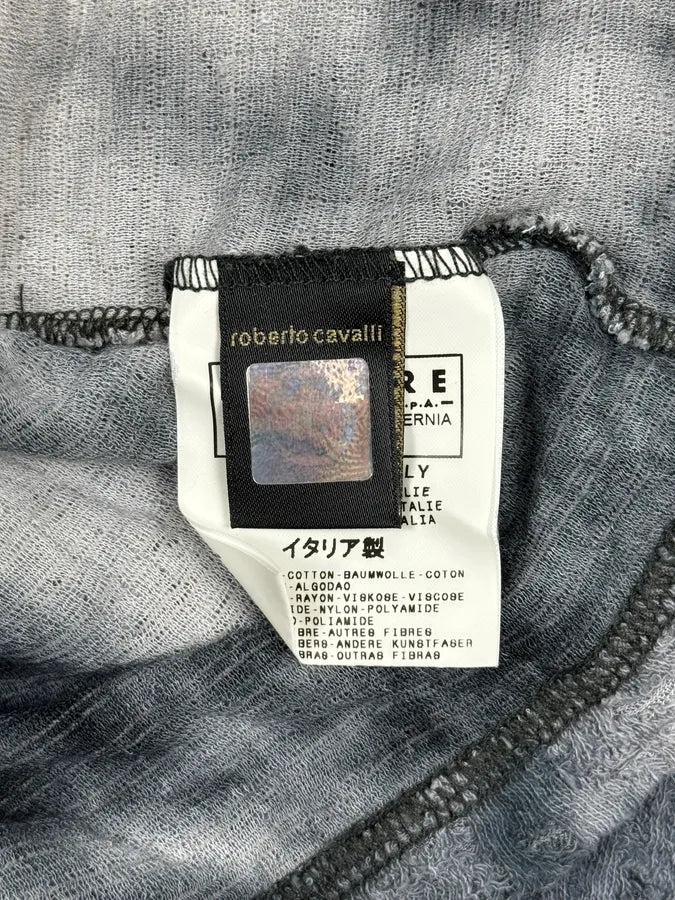 roberto cavalli
RE
.p.A.
ERNIA
LY
LIE
TALIE
ALIA
イタリア製
-COTTON-BAUMWOLLE-COTON
-ALGODAO
-RAYON-VISKOSE-VISCOSE
IDE-NYLON-POLYAMIDE
O-POLIAMIDE
BRE-AUTRES FIBRES
BERS-ANDERE KUNSTFASER
BRAS-OUTRAS FIBRAS